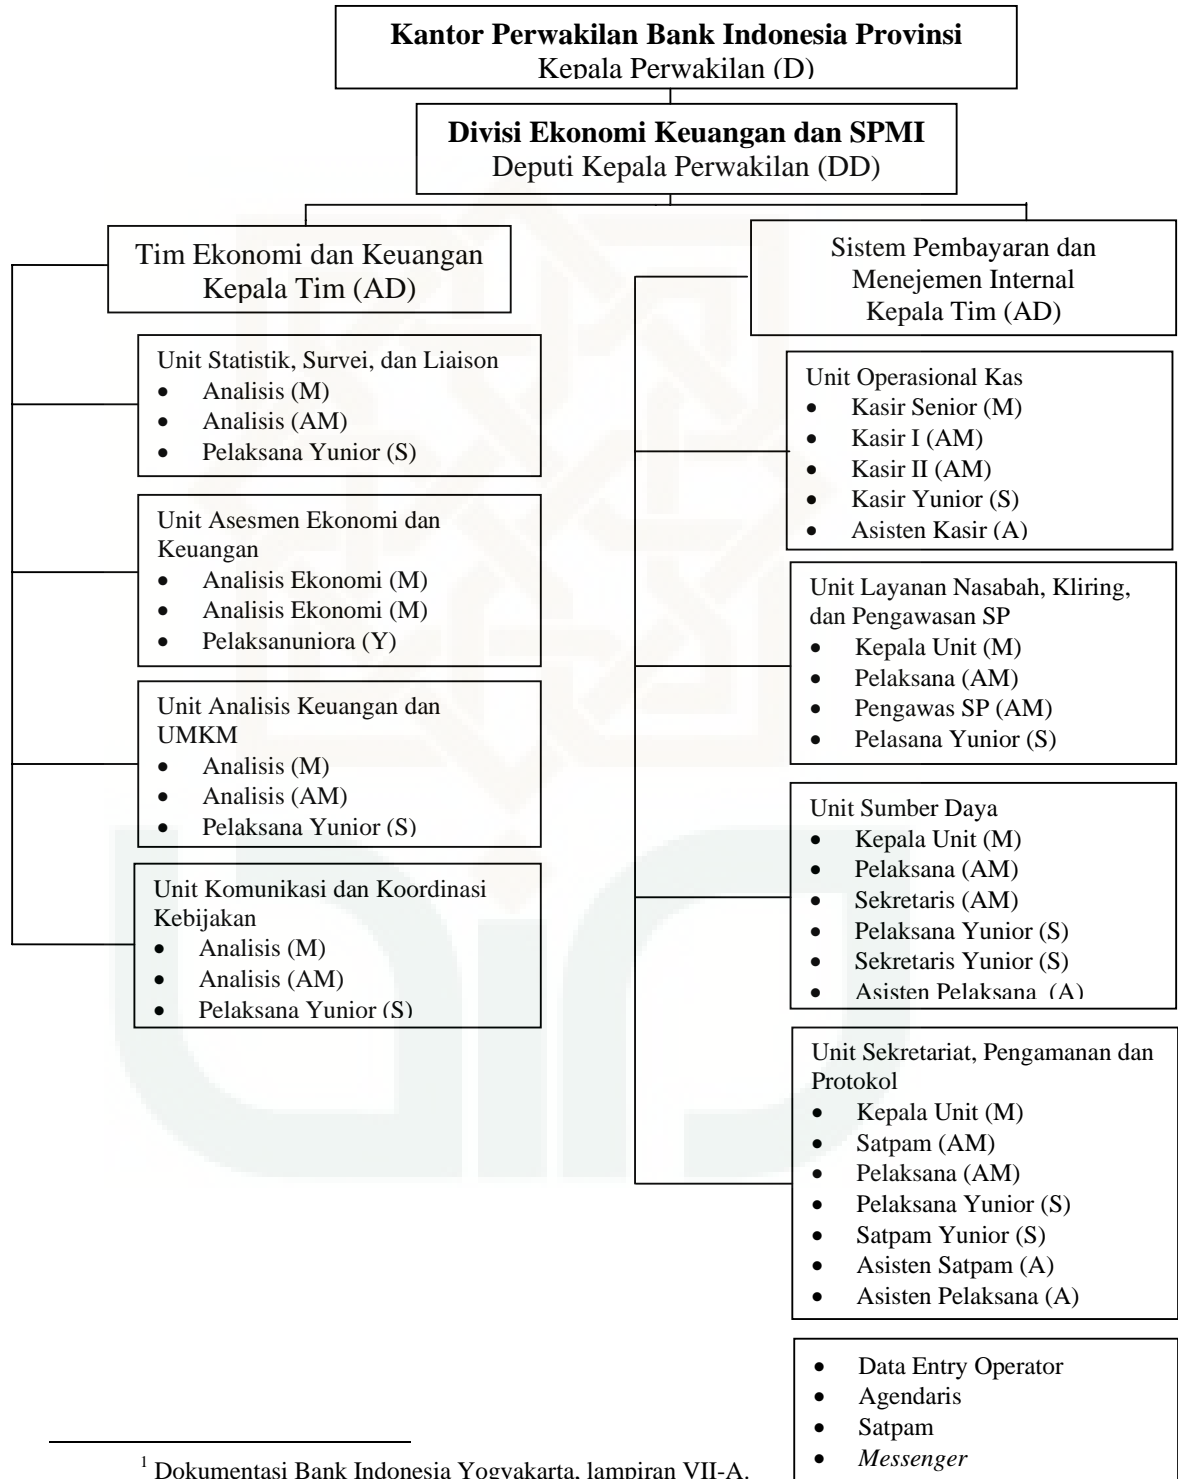 Kantor Perwakilan Bank Indonesia Provinsi
Kepala Perwakilan (D)
Divisi Ekonomi Keuangan dan SPMI
Deputi Kepala Perwakilan (DD)
Tim Ekonomi dan Keuangan
Kepala Tim (AD)
Unit Statistik, Survei, dan Liaison
• Analisis (M)
• Analisis (AM)
• Pelaksana Yunior (S)
Unit Asesmen Ekonomi dan
Keuangan
• Analisis Ekonomi (M)
• Analisis Ekonomi (M)
• Pelaksanuniora (Y)
Unit Analisis Keuangan dan
UMKM
• Analisis (M)
• Analisis (AM)
• Pelaksana Yunior (S)
Unit Komunikasi dan Koordinasi
Kebijakan
• Analisis (M)
• Analisis (AM)
• Pelaksana Yunior (S)
Sistem Pembayaran dan
Menejemen Internal
Kepala Tim (AD)
Unit Operasional Kas
• Kasir Senior (M)
• Kasir I (AM)
• Kasir II (AM)
• Kasir Yunior (S)
• Asisten Kasir (A)
Unit Layanan Nasabah, Kliring,
dan Pengawasan SP
• Kepala Unit (M)
• Pelaksana (AM)
• Pengawas SP (AM)
• Pelasana Yunior (S)
Unit Sumber Daya
• Kepala Unit (M)
• Pelaksana (AM)
• Sekretaris (AM)
• Pelaksana Yunior (S)
• Sekretaris Yunior (S)
• Asisten Pelaksana (A)
Unit Sekretariat, Pengamanan dan
Protokol
• Kepala Unit (M)
• Satpam (AM)
• Pelaksana (AM)
• Pelaksana Yunior (S)
• Satpam Yunior (S)
• Asisten Satpam (A)
• Asisten Pelaksana (A)
• Data Entry Operator
• Agendaris
• Satpam
• Messenger
1 Dokumentasi Bank Indonesia Yogyakarta, lampiran VII-A.